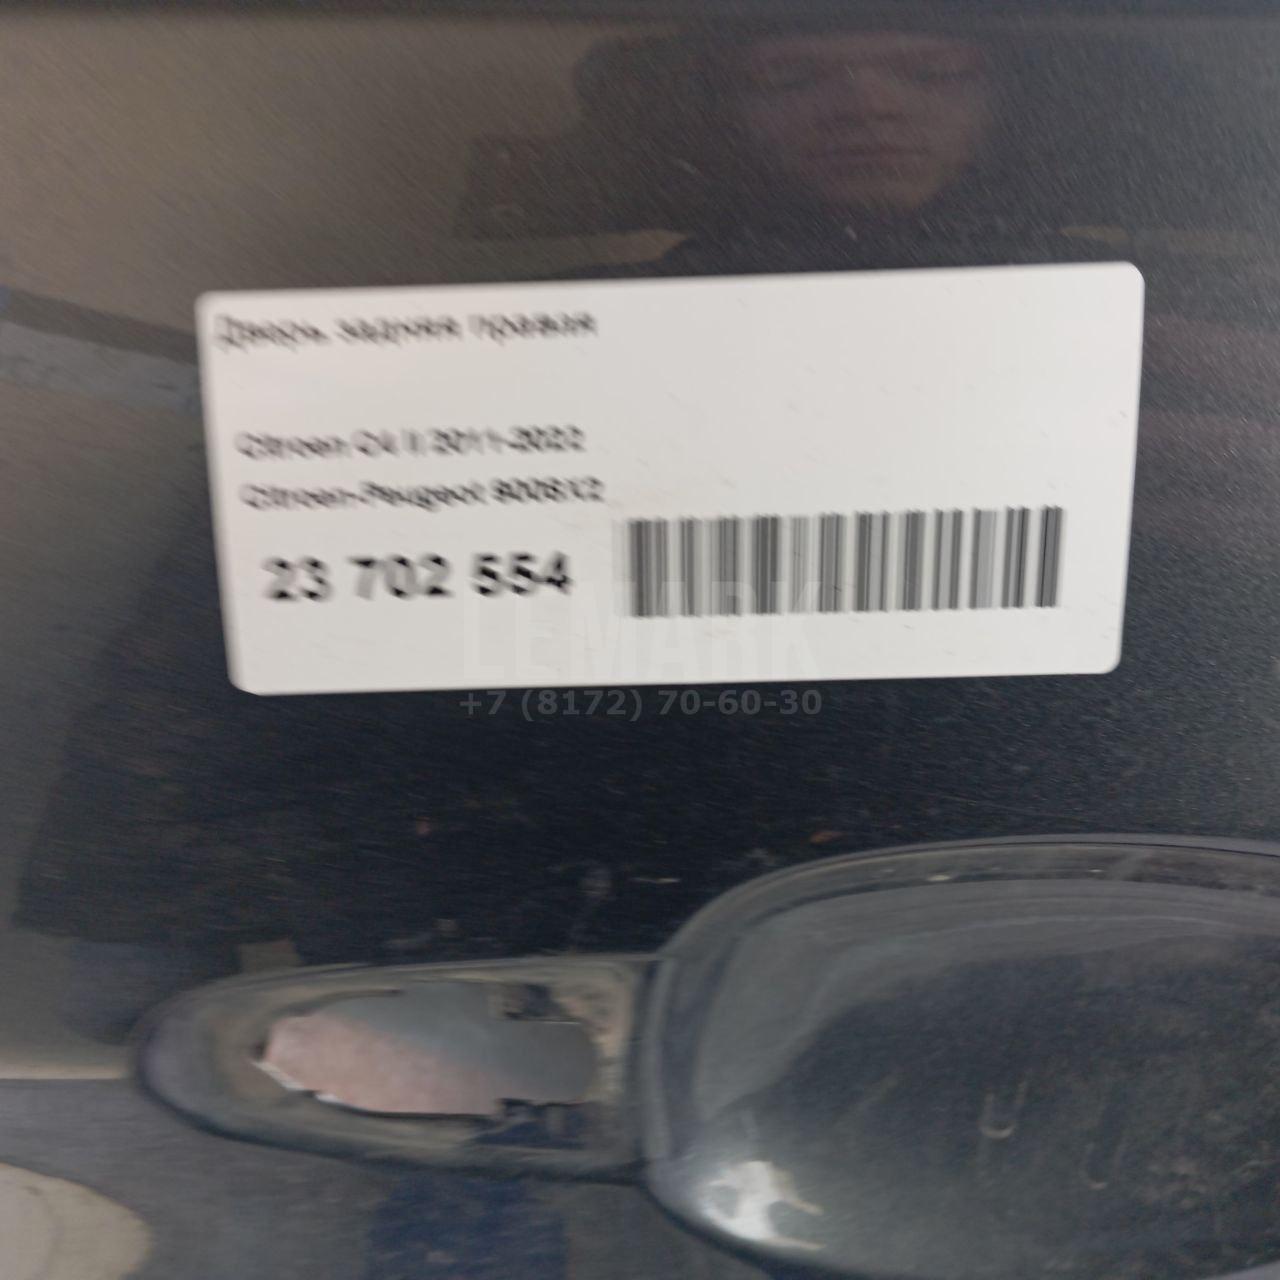 Дверь задняя правая
Citroen C4 II 2011-2022
Citroen-Peugeot 9008X2
23 702 554
LEMARK
+7 (8172) 70-60-30